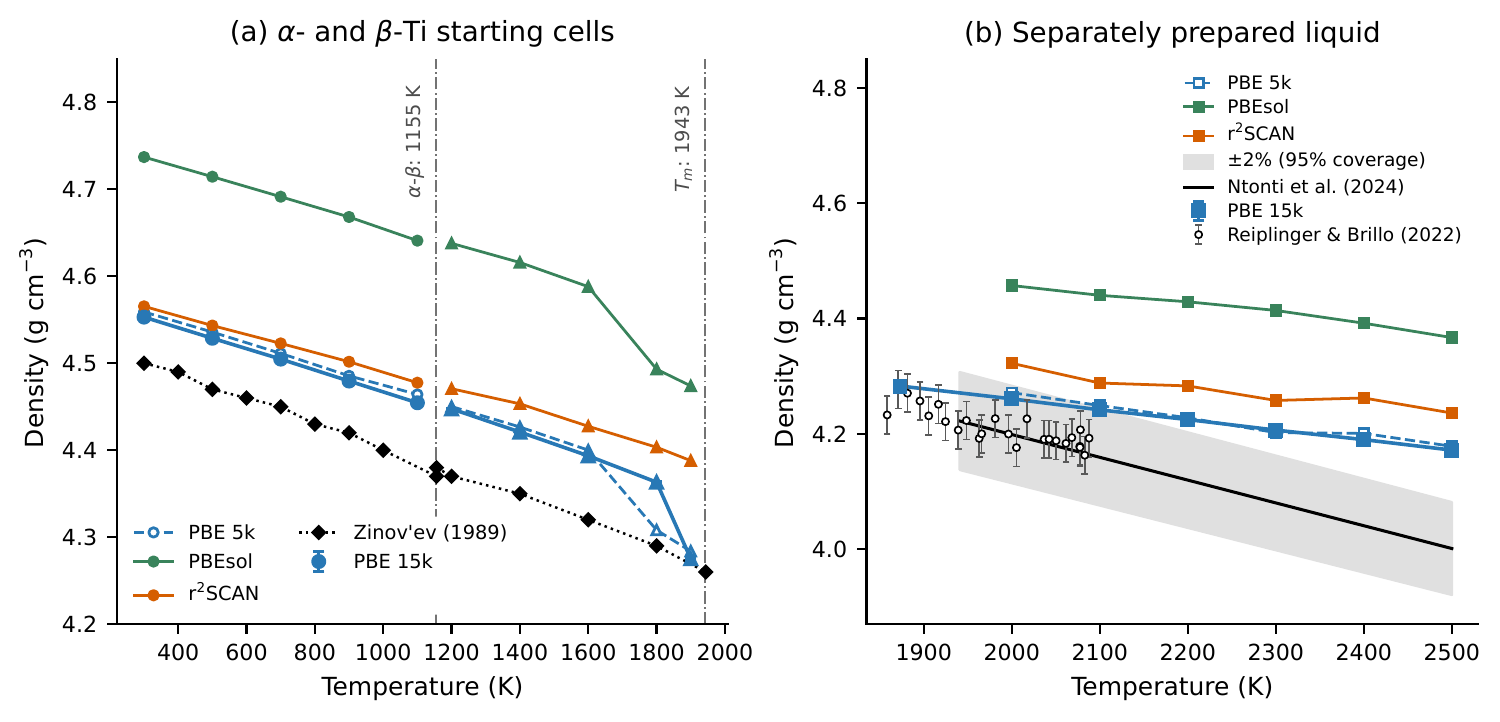 (a) α- and β-Ti starting cells
Density (g cm⁻³)
4.8
4.7
4.6
4.5
4.4
4.3
4.2
α-β: 1155 K
Tₘ: 1943 K
PBE 5k
PBEsol
r²SCAN
Zinov'ev (1989)
PBE 15k
400 600 800 1000 1200 1400 1600 1800 2000
Temperature (K)
(b) Separately prepared liquid
Density (g cm⁻³)
4.8
4.6
4.4
4.2
4.0
PBE 5k
PBEsol
r²SCAN
±2% (95% coverage)
Ntonti et al. (2024)
PBE 15k
Reiplinger & Brillo (2022)
1900 2000 2100 2200 2300 2400 2500
Temperature (K)